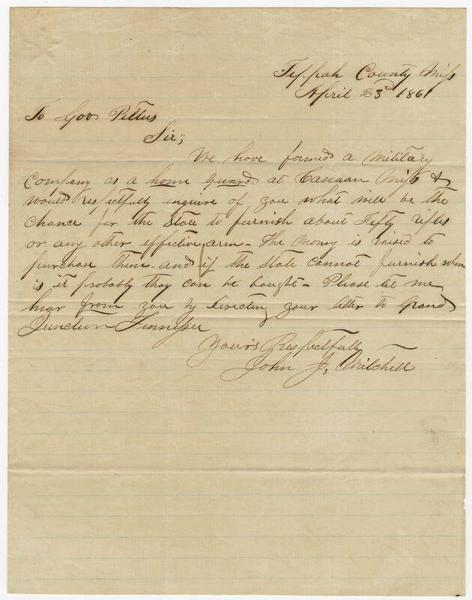 Tippah County Miss
April 23rd 1861
To Gov Pettus
Sir;
We have formed a Military
Company as a home guard at Canaan Miss &
would respectfully inquire of you what will be the
chance for the State to furnish about Fifty rifles
or any other effective arm - The money is raised to
purchase them and if the State cannot furnish when
is it probably they can be bought - Please let me
hear from you by directing your letter to Grand
Junction Tennessee
Yours Respectfully
John J. Mitchell